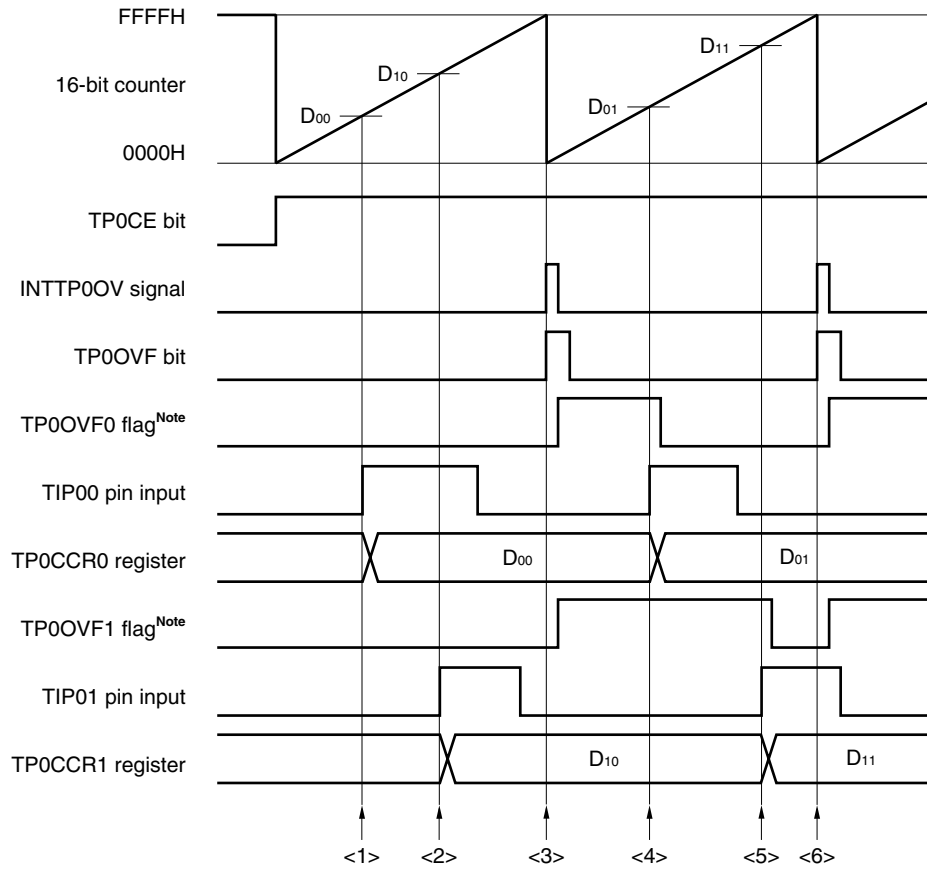 FFFFH
D11
D10
16-bit counter
D01
D00
0000H
TP0CE bit
INTTP0OV signal
TP0OVF bit
TP0OVF0 flagNote
TIP00 pin input
TP0CCR0 register
D00
D01
TP0OVF1 flagNote
TIP01 pin input
TP0CCR1 register
D10
D11
<1> <2> <3> <4> <5> <6>